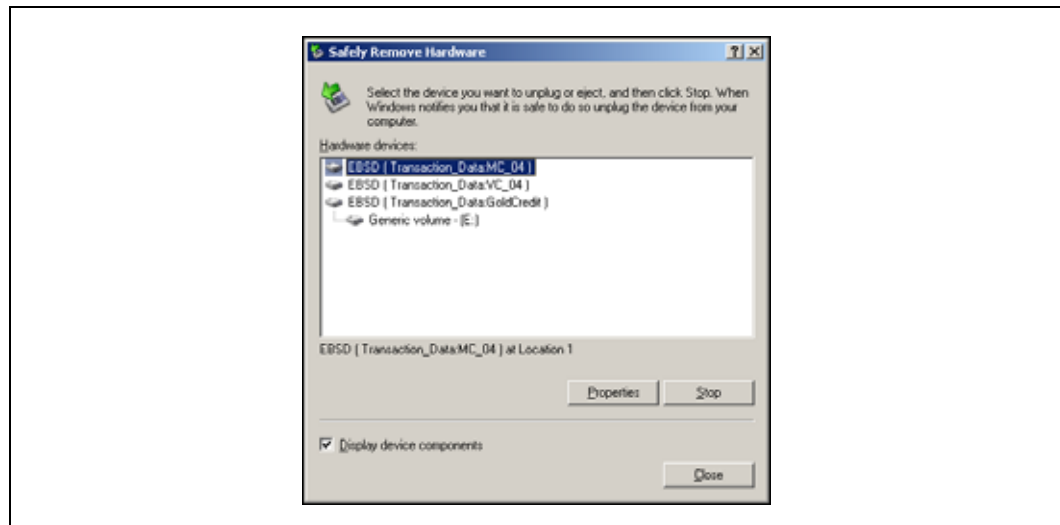 Safely Remove Hardware
Select the device you want to unplug or eject, and then click Stop. When
Windows notifies you that it is safe to do so unplug the device from your
computer.
Hardware devices:
EBSD ( Transaction_Data:MC_04 )
EBSD ( Transaction_Data:VC_04 )
EBSD ( Transaction_Data:GoldCredit )
Generic volume - (E:)
EBSD ( Transaction_Data:MC_04 ) at Location 1
Properties Stop
Display device components
Close